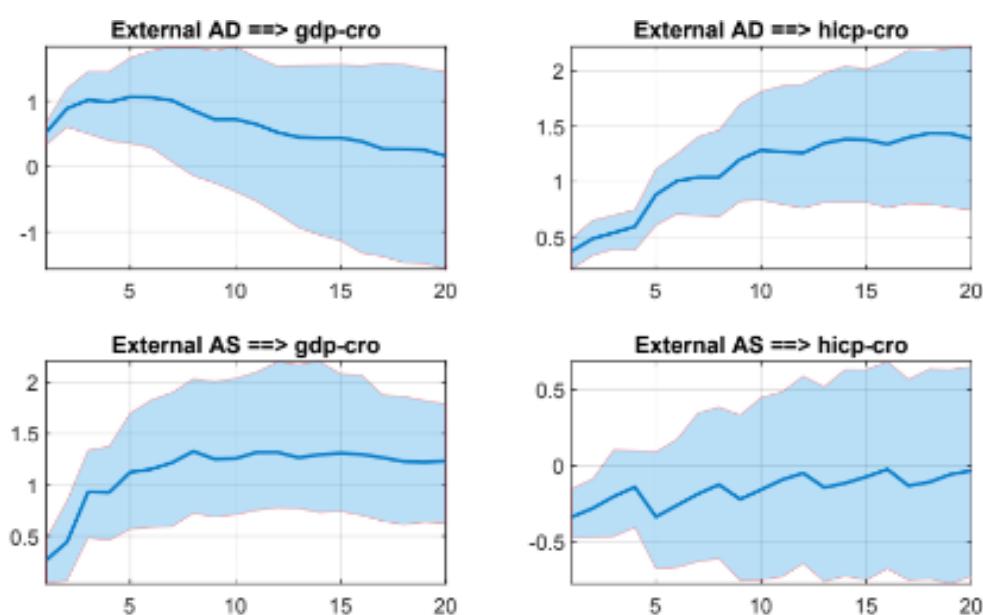 External AD ==> gdp-cro
1
0
-1
5 10 15 20
External AD ==> hicp-cro
2
1.5
1
0.5
5 10 15 20
External AS ==> gdp-cro
2
1.5
1
0.5
5 10 15 20
External AS ==> hicp-cro
0.5
0
-0.5
5 10 15 20